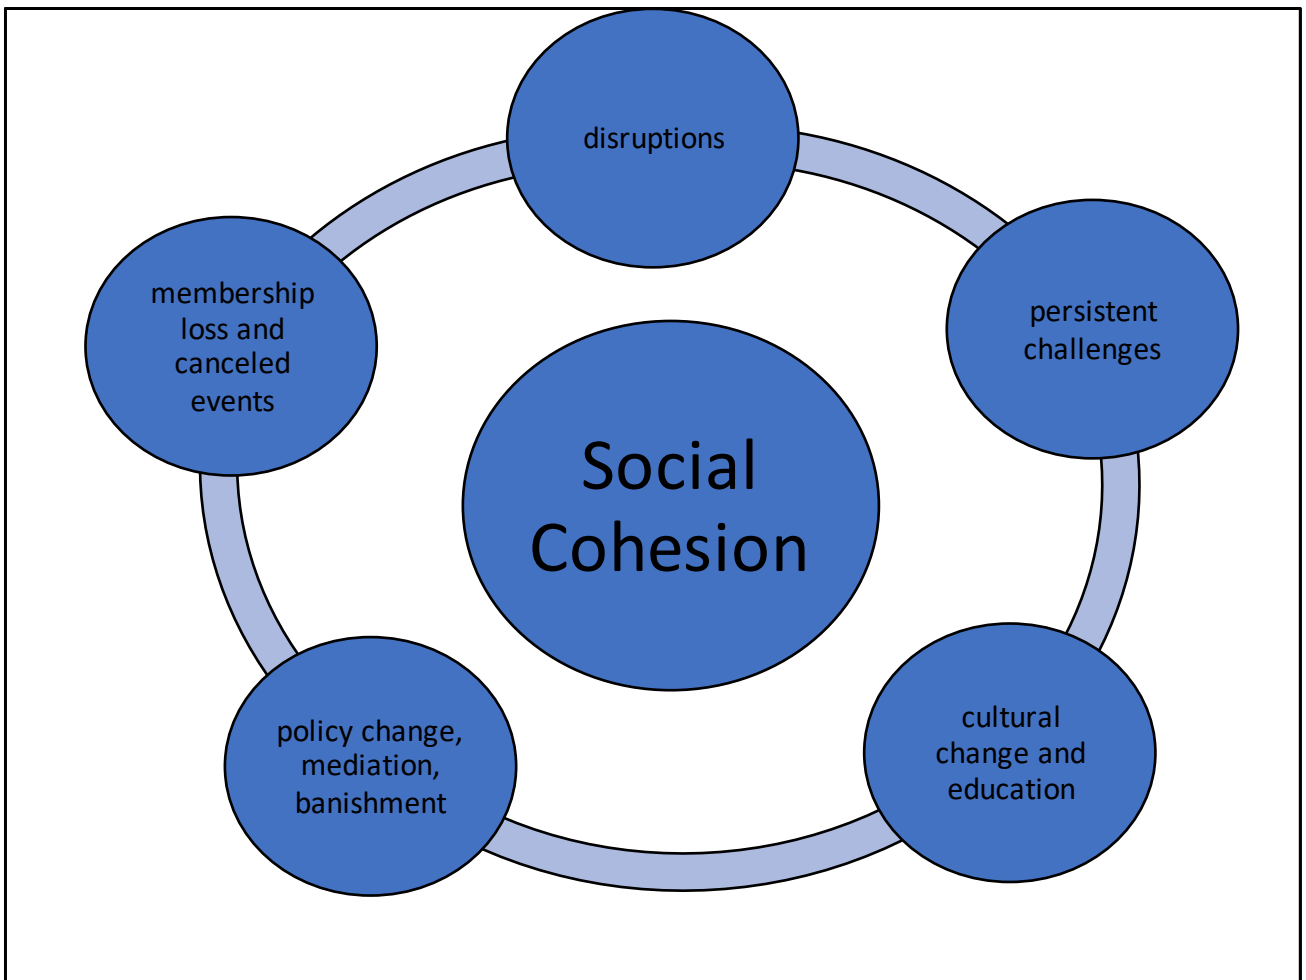 disruptions
persistent
challenges
cultural
change and
education
policy change,
mediation,
banishment
membership
loss and
canceled
events
Social
Cohesion